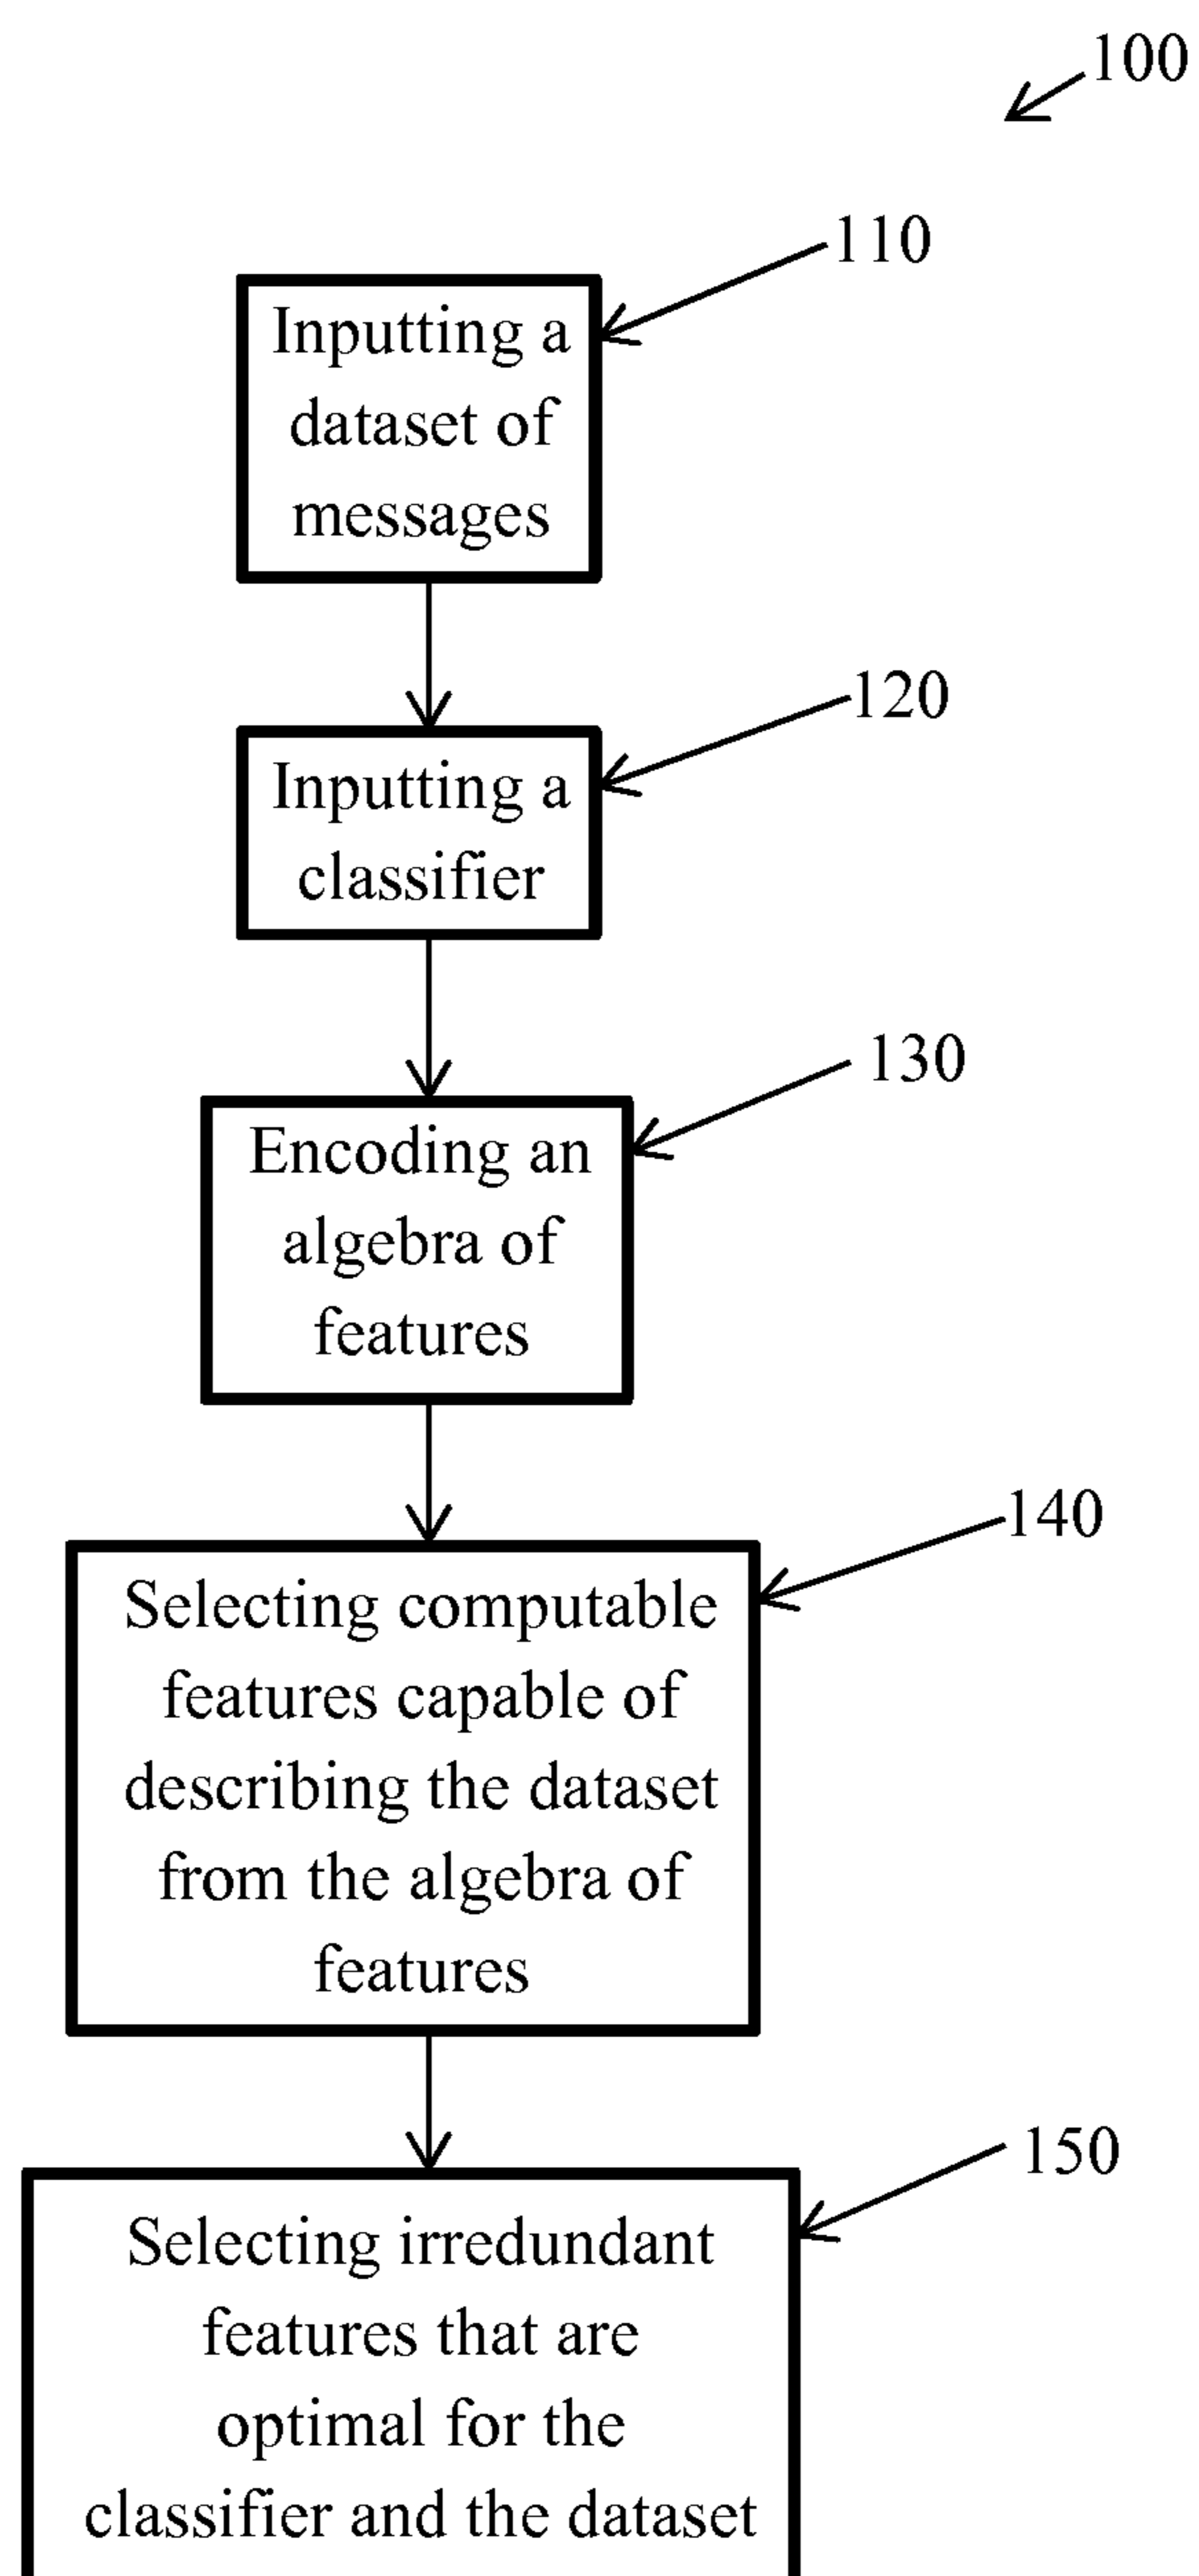 100
110
Inputting a
dataset of
messages
120
Inputting a
classifier
130
Encoding an
algebra of
features
140
Selecting computable
features capable of
describing the dataset
from the algebra of
features
150
Selecting irredundant
features that are
optimal for the
classifier and the dataset